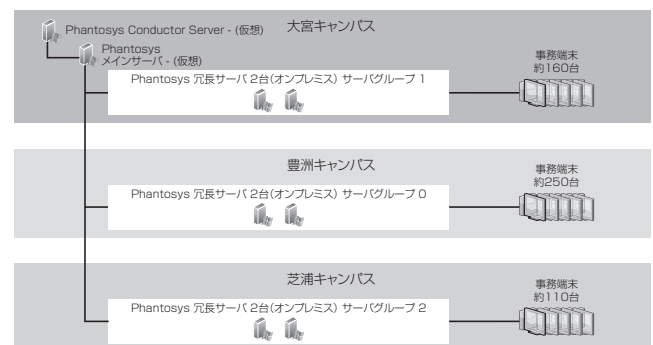 大宮キャンパス
Phantosys Conductor Server - (仮想)
Phantosys
メインサーバ - (仮想)
Phantosys 冗長サーバ 2台(オンプレミス) サーバグループ 1
事務端末
約160台
豊洲キャンパス
Phantosys 冗長サーバ 2台(オンプレミス) サーバグループ 0
事務端末
約250台
芝浦キャンパス
Phantosys 冗長サーバ 2台(オンプレミス) サーバグループ 2
事務端末
約110台